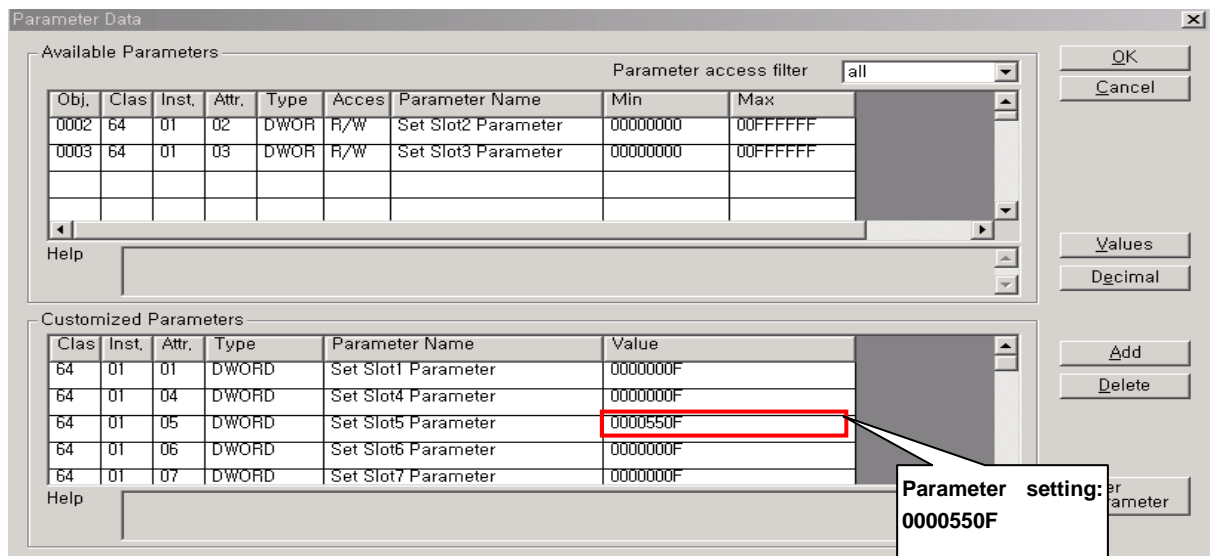 Parameter Data
Available Parameters
Parameter access filter all
Obj. Clas Inst. Attr. Type Acces Parameter Name Min Max
0002 64 01 02 DWOR R/W Set Slot2 Parameter 00000000 00FFFFFF
0003 64 01 03 DWOR R/W Set Slot3 Parameter 00000000 00FFFFFF
Help
OK
Cancel
Values
Decimal
Customized Parameters
Clas Inst. Attr. Type Parameter Name Value
64 01 01 DWORD Set Slot1 Parameter 0000000F
64 01 04 DWORD Set Slot4 Parameter 0000000F
64 01 05 DWORD Set Slot5 Parameter 0000550F
64 01 06 DWORD Set Slot6 Parameter 0000000F
64 01 07 DWORD Set Slot7 Parameter 0000000F
Help
Add
Delete
Parameter setting:
0000550F